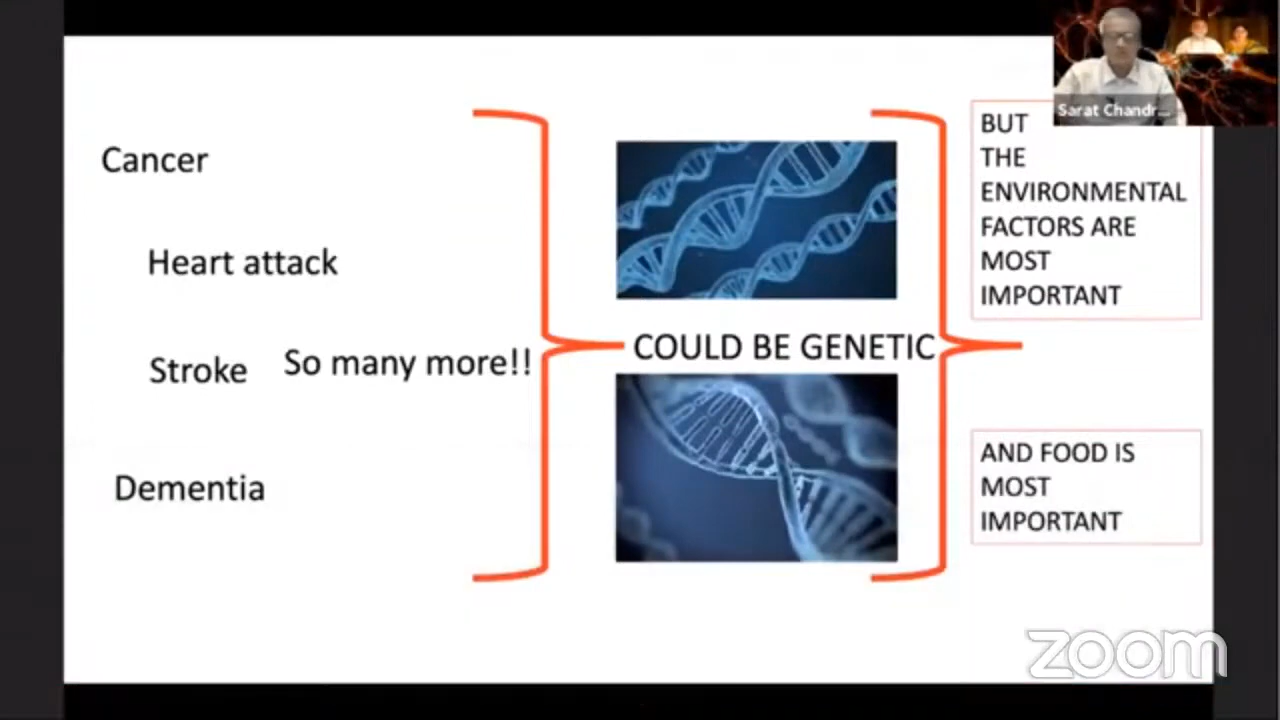 Cancer
Heart attack
Stroke
So many more!!
Dementia
COULD BE GENETIC
BUT
THE
ENVIRONMENTAL
FACTORS ARE
MOST
IMPORTANT
AND FOOD IS
MOST
IMPORTANT
Sarat Chandr...
zoom